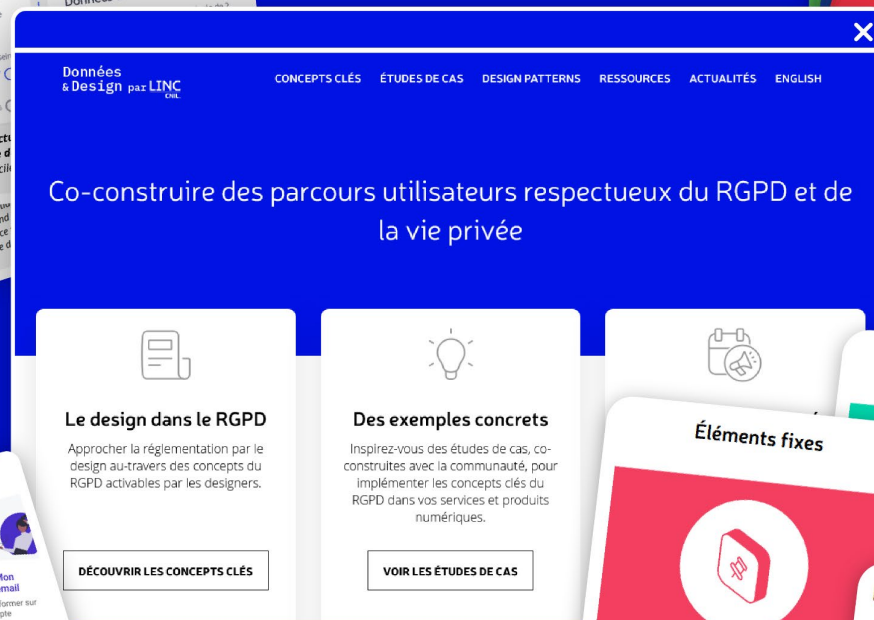 Données
& Design par LINC
CNIL.
CONCEPTS CLÉS
ÉTUDES DE CAS
DESIGN PATTERNS
RESSOURCES
ACTUALITÉS
ENGLISH
Co-construire des parcours utilisateurs respectueux du RGPD et de
la vie privée
Le design dans le RGPD
Approcher la réglementation par le
design au-travers des concepts du
RGPD activables par les designers.
DÉCOUVRIR LES CONCEPTS CLÉS
Des exemples concrets
Inspirez-vous des études de cas, co-
construites avec la communauté, pour
implémenter les concepts clés du
RGPD dans vos services et produits
numériques.
VOIR LES ÉTUDES DE CAS
Éléments fixes